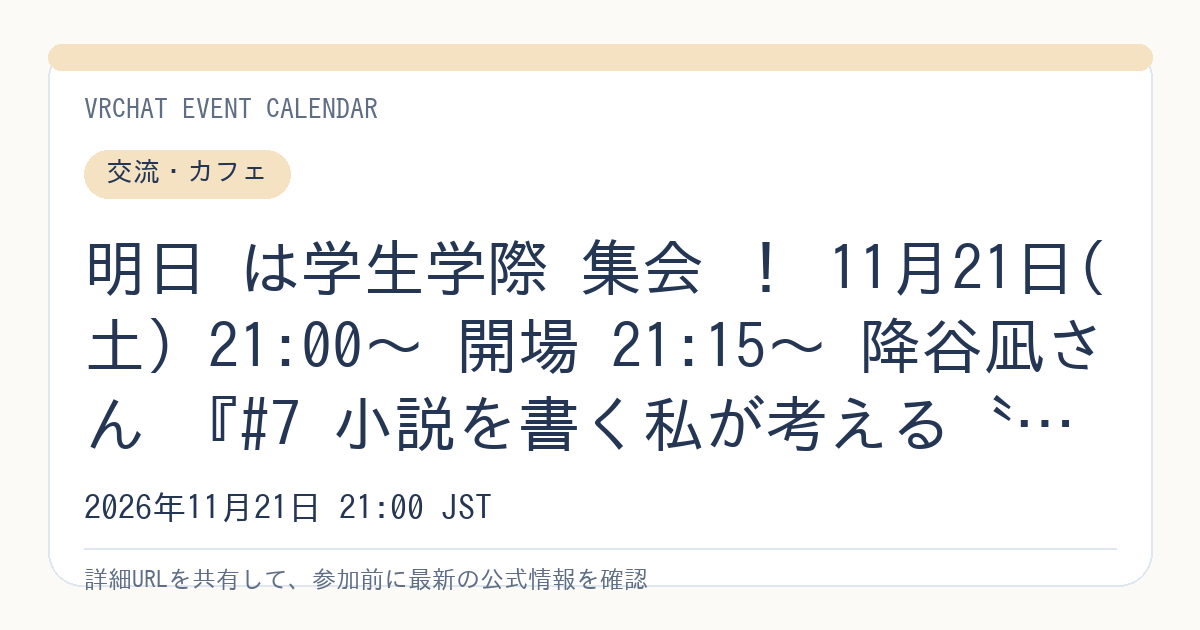 VRCHAT EVENT CALENDAR
交流・カフェ
明日 は学生学際 集会 ! 11月21日(
土) 21:00〜 開場 21:15〜 降谷凪さ
ん 『#7 小説を書く私が考える〝…
2026年11月21日 21:00 JST
詳細URLを共有して、参加前に最新の公式情報を確認